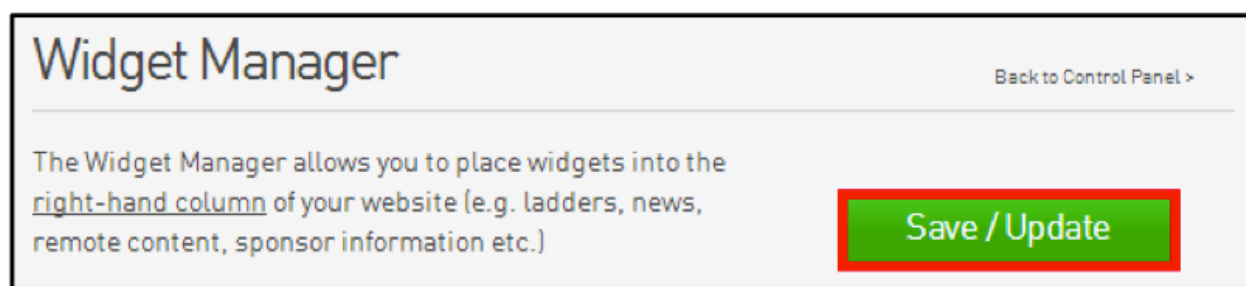 Widget Manager
Back to Control Panel >
The Widget Manager allows you to place widgets into the
right-hand column of your website (e.g. ladders, news,
remote content, sponsor information etc.)
Save / Update